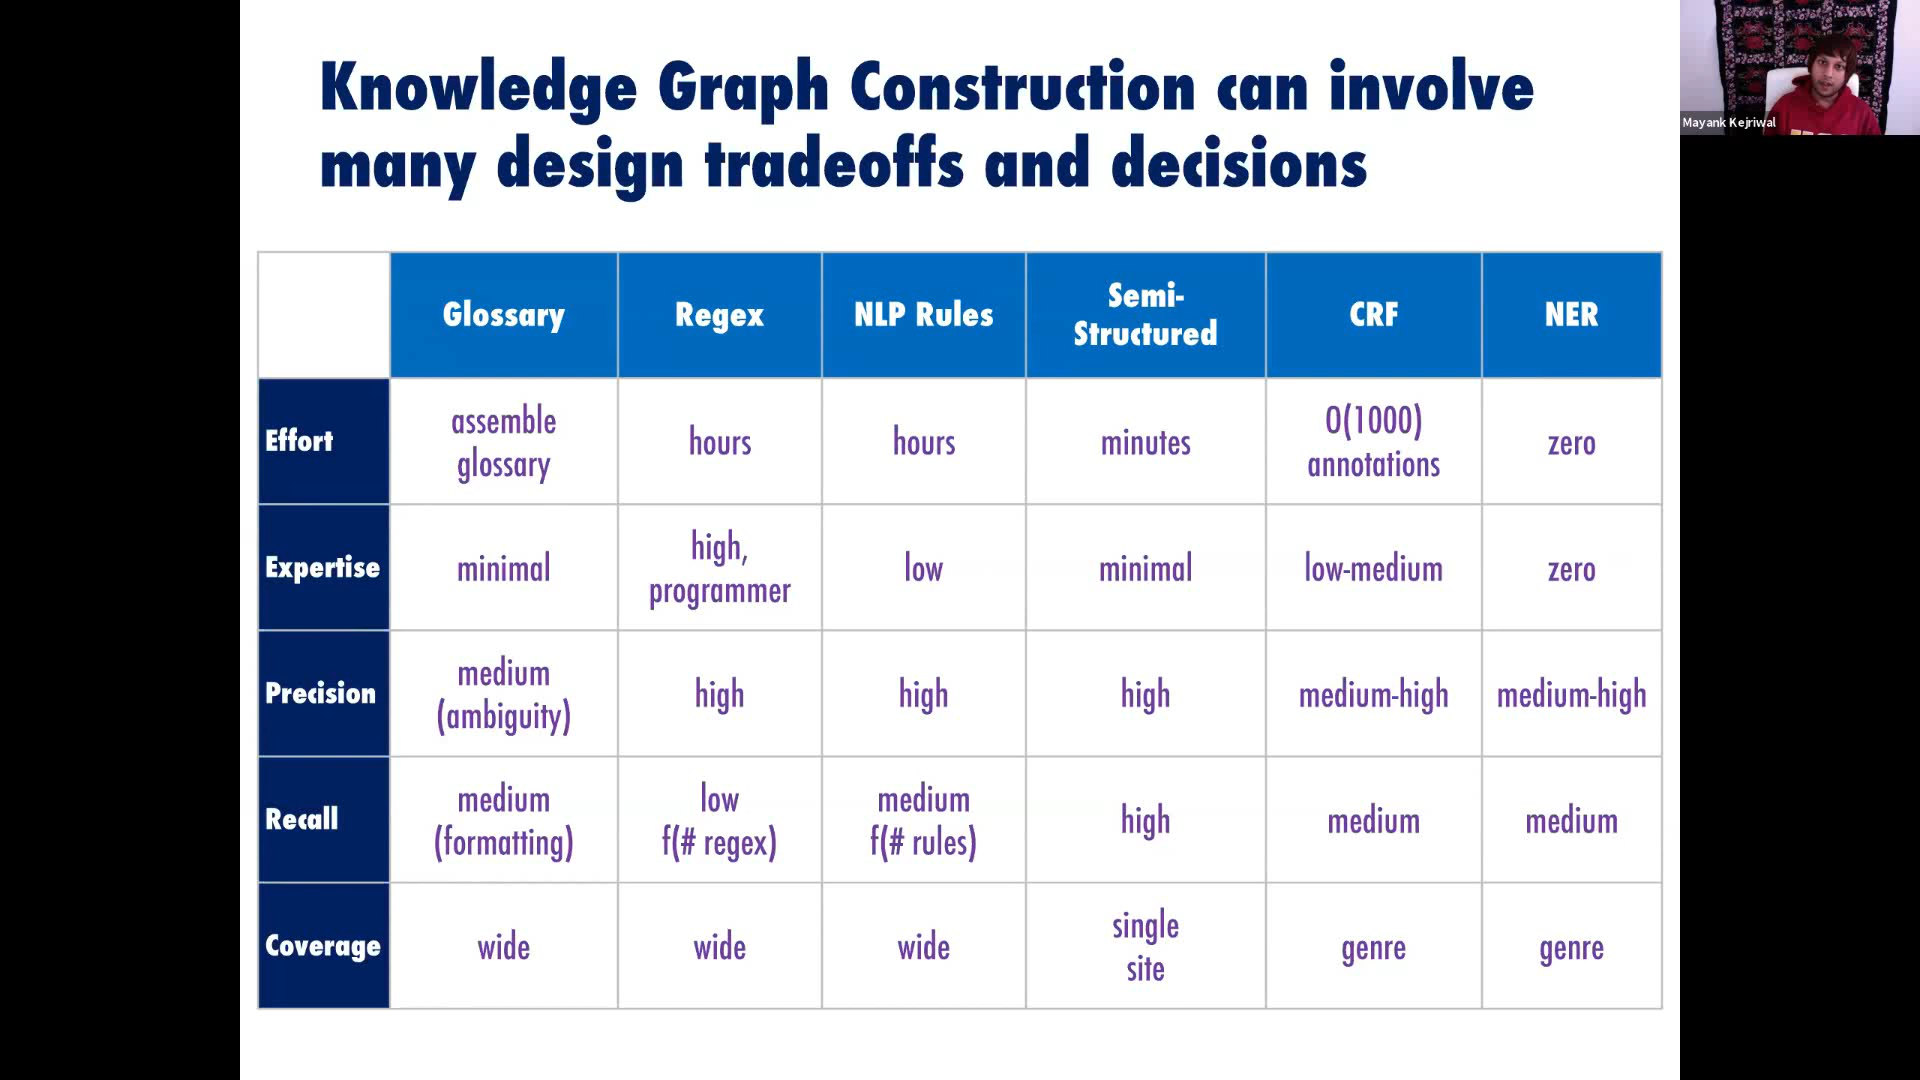 Knowledge Graph Construction can involve
many design tradeoffs and decisions
Mayank Kejriwal
Glossary Regex NLP Rules Semi-
Structured CRF NER
Effort assemble
glossary hours hours minutes O(1000)
annotations zero
Expertise minimal high,
programmer low minimal low-medium zero
Precision medium
(ambiguity) high high high medium-high medium-high
Recall medium
(formatting) low
f(# regex) medium
f(# rules) high medium medium
Coverage wide wide wide single
site genre genre